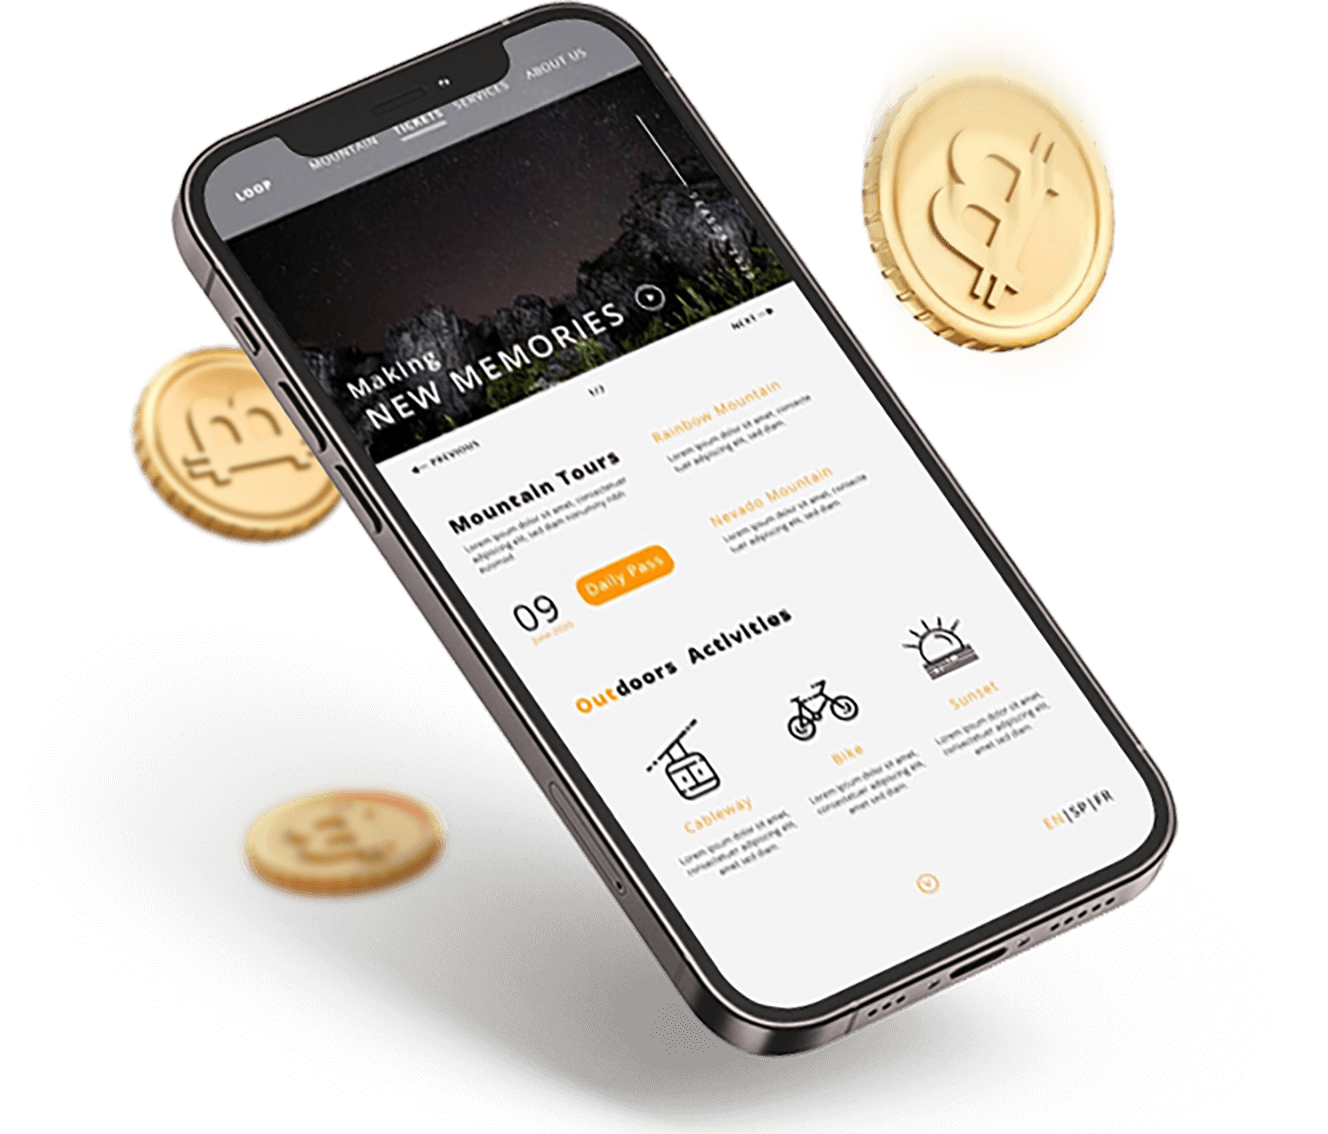 LOOP
MOUNTAIN
TICKETS
SERVICES
ABOUT US
Making
NEW MEMORIES
PREVIOUS
1/7
NEXT
Mountain Tours
Lorem ipsum dolor sit amet, consectetuer
adipiscing elit, sed diam nonummy nibh
euismod
09
June 2020
Daily Pass
Rainbow Mountain
Lorem ipsum dolor sit amet, consecte
tuer adipiscing elit, sed diam.
Nevado Mountain
Lorem ipsum dolor sit amet, consecte
tuer adipiscing elit, sed diam.
Outdoors Activities
Cableway
Lorem ipsum dolor sit amet,
consectetuer adipiscing elit,
amet sed diam.
Bike
Lorem ipsum dolor sit amet,
consectetuer adipiscing elit,
amet sed diam.
Sunset
Lorem ipsum dolor sit amet,
consectetuer adipiscing elit,
amet sed diam.
EN|SP|FR